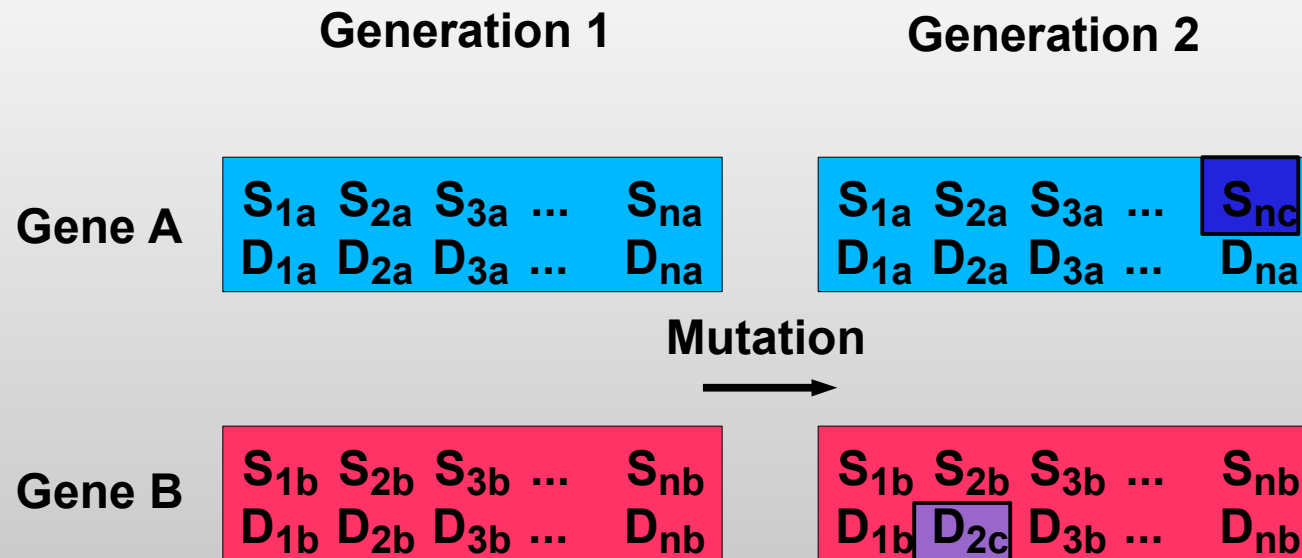 Generation 1 Generation 2
Gene A S1a S2a S3a ... Sna S1a S2a S3a ... Snc
D1a D2a D3a ... Dna D1a D2a D3a ... Dna
Mutation
Gene B S1b S2b S3b ... Snb S1b S2b S3b ... Snb
D1b D2b D3b ... Dnb D1b D2c D3b ... Dnb